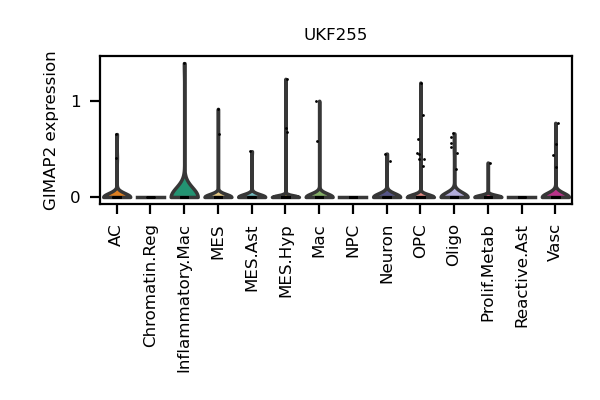 UKF255
GIMAP2 expression
1
0
AC
Chromatin.Reg
Inflammatory.Mac
MES
MES.Ast
MES.Hyp
Mac
NPC
Neuron
OPC
Oligo
Prolif.Metab
Reactive.Ast
Vasc